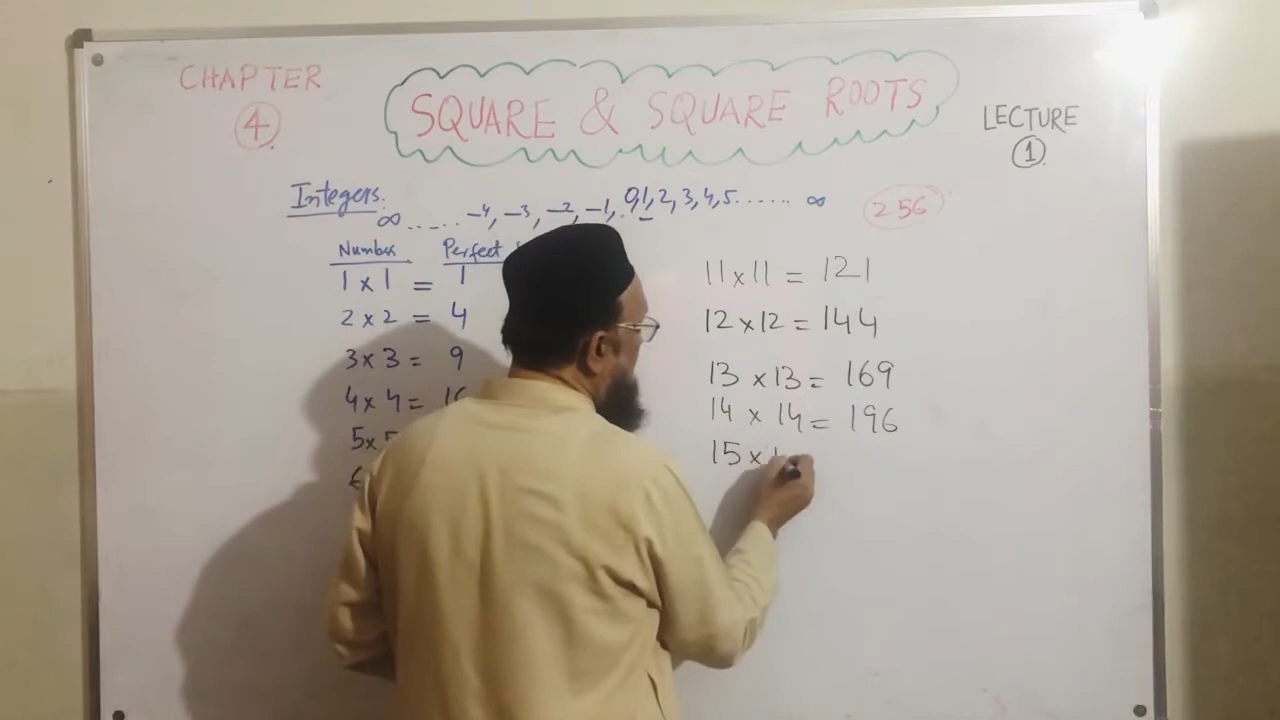 CHAPTER
4.
SQUARE & SQUARE ROOTS
LECTURE
1.
Integers.
∞ ...... -4, -3, -2, -1, 0, 1, 2, 3, 4, 5...... ∞
256
Number Perfect
1 x 1 = 1
2 x 2 = 4
3 x 3 = 9
4 x 4 =
5 x
11 x 11 = 121
12 x 12 = 144
13 x 13 = 169
14 x 14 = 196
15 x